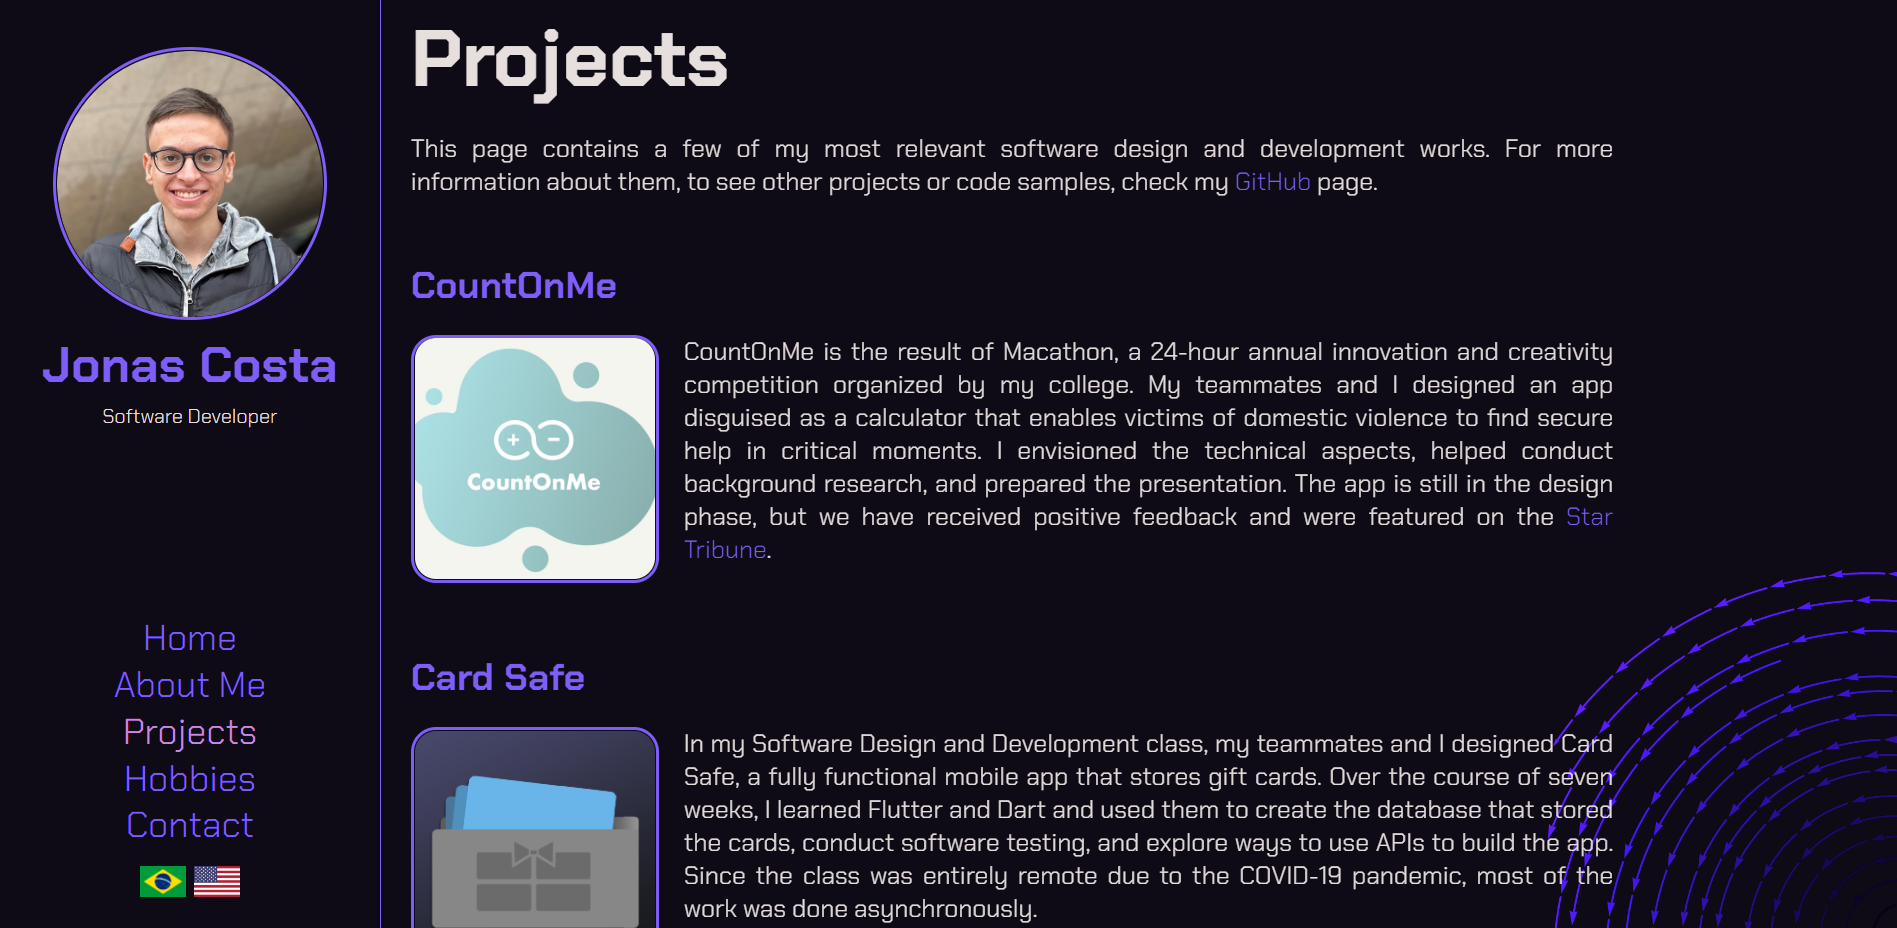 Jonas Costa
Software Developer
Home
About Me
Projects
Hobbies
Contact
Projects
This page contains a few of my most relevant software design and development works. For more
information about them, to see other projects or code samples, check my GitHub page.
CountOnMe
CountOnMe
CountOnMe is the result of Macathon, a 24-hour annual innovation and creativity
competition organized by my college. My teammates and I designed an app
disguised as a calculator that enables victims of domestic violence to find secure
help in critical moments. I envisioned the technical aspects, helped conduct
background research, and prepared the presentation. The app is still in the design
phase, but we have received positive feedback and were featured on the Star
Tribune.
Card Safe
In my Software Design and Development class, my teammates and I designed Card
Safe, a fully functional mobile app that stores gift cards. Over the course of seven
weeks, I learned Flutter and Dart and used them to create the database that stored
the cards, conduct software testing, and explore ways to use APIs to build the app.
Since the class was entirely remote due to the COVID-19 pandemic, most of the
work was done asynchronously.